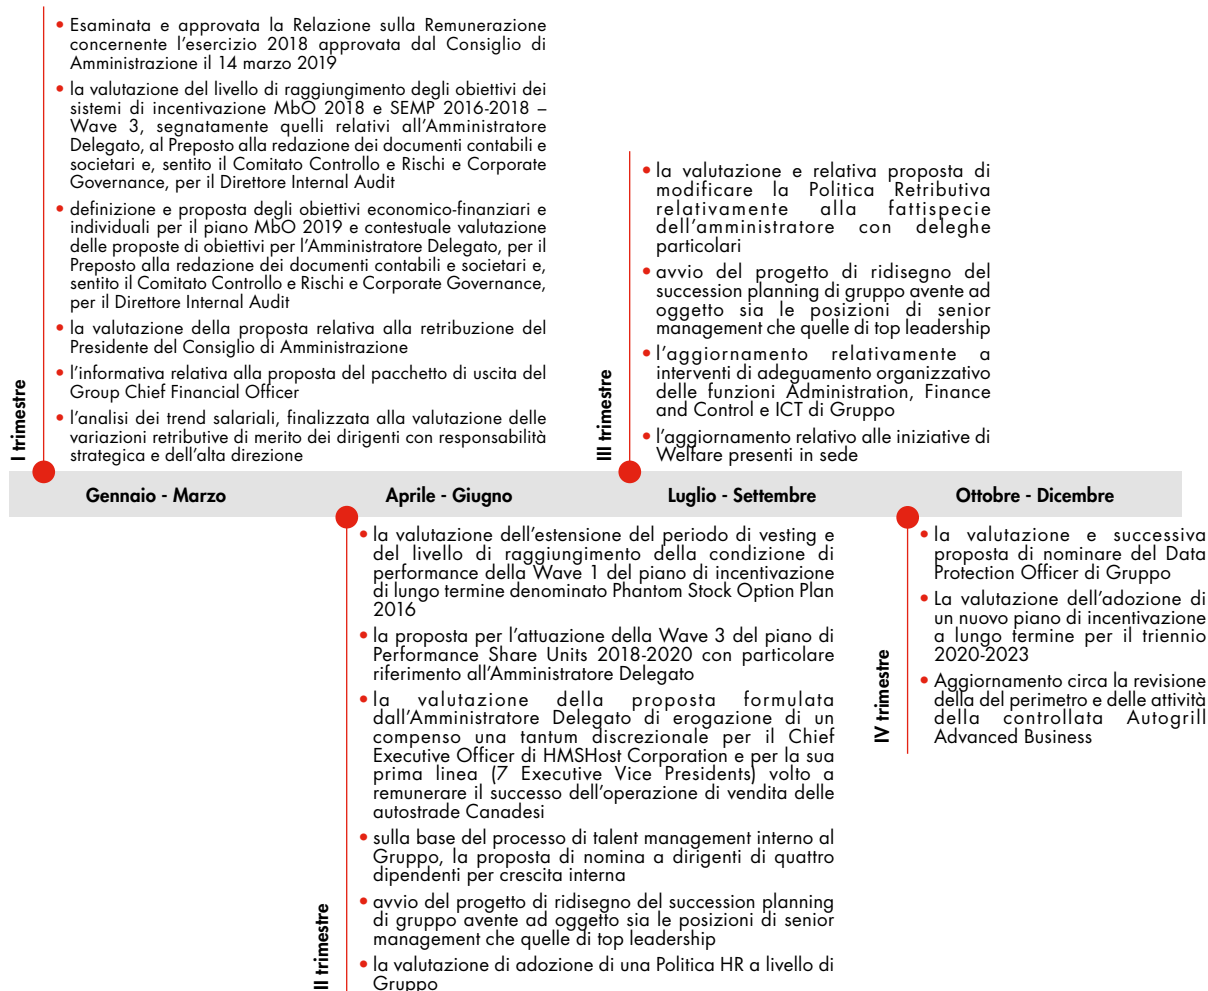 • Esaminata e approvata la Relazione sulla Remunerazione
concernente l'esercizio 2018 approvata dal Consiglio di
Amministrazione il 14 marzo 2019
• la valutazione del livello di raggiungimento degli obiettivi dei
sistemi di incentivazione MbO 2018 e SEMP 2016-2018 –
Wave 3, segnatamente quelli relativi all'Amministratore
Delegato, al Preposto alla redazione dei documenti contabili e
societari e, sentito il Comitato Controllo e Rischi e Corporate
Governance, per il Direttore Internal Audit
• definizione e proposta degli obiettivi economico-finanziari e
individuali per il piano MbO 2019 e contestuale valutazione
delle proposte di obiettivi per l'Amministratore Delegato, per il
Preposto alla redazione dei documenti contabili e societari e,
sentito il Comitato Controllo e Rischi e Corporate Governance,
per il Direttore Internal Audit
• la valutazione della proposta relativa alla retribuzione del
Presidente del Consiglio di Amministrazione
• l'informativa relativa alla proposta del pacchetto di uscita del
Group Chief Financial Officer
• l'analisi dei trend salariali, finalizzata alla valutazione delle
variazioni retributive di merito dei dirigenti con responsabilità
strategica e dell'alta direzione
I trimestre
• la valutazione e relativa proposta di
modificare la Politica Retributiva
relativamente alla fattispecie
dell'amministratore con deleghe
particolari
• avvio del progetto di ridisegno del
succession planning di gruppo avente ad
oggetto sia le posizioni di senior
management che quelle di top leadership
• l'aggiornamento relativamente a
interventi di adeguamento organizzativo
delle funzioni Administration, Finance
and Control e ICT di Gruppo
• l'aggiornamento relativo alle iniziative di
Welfare presenti in sede
III trimestre
Gennaio - Marzo
Aprile - Giugno
Luglio - Settembre
Ottobre - Dicembre
• la valutazione dell'estensione del periodo di vesting e
del livello di raggiungimento della condizione di
performance della Wave 1 del piano di incentivazione
di lungo termine denominato Phantom Stock Option Plan
2016
• la proposta per l'attuazione della Wave 3 del piano di
Performance Share Units 2018-2020 con particolare
riferimento all'Amministratore Delegato
• la valutazione della proposta formulata
dall'Amministratore Delegato di erogazione di un
compenso una tantum discrezionale per il Chief
Executive Officer di HMSHost Corporation e per la sua
prima linea (7 Executive Vice Presidents) volto a
remunerare il successo dell'operazione di vendita delle
autostrade Canadesi
• sulla base del processo di talent management interno al
Gruppo, la proposta di nomina a dirigenti di quattro
dipendenti per crescita interna
• avvio del progetto di ridisegno del succession planning
di gruppo avente ad oggetto sia le posizioni di senior
management che quelle di top leadership
• la valutazione di adozione di una Politica HR a livello di
Gruppo
II trimestre
• la valutazione e successiva
proposta di nominare del Data
Protection Officer di Gruppo
• La valutazione dell'adozione di
un nuovo piano di incentivazione
a lungo termine per il triennio
2020-2023
• Aggiornamento circa la revisione
della del perimetro e delle attività
della controllata Autogrill
Advanced Business
IV trimestre